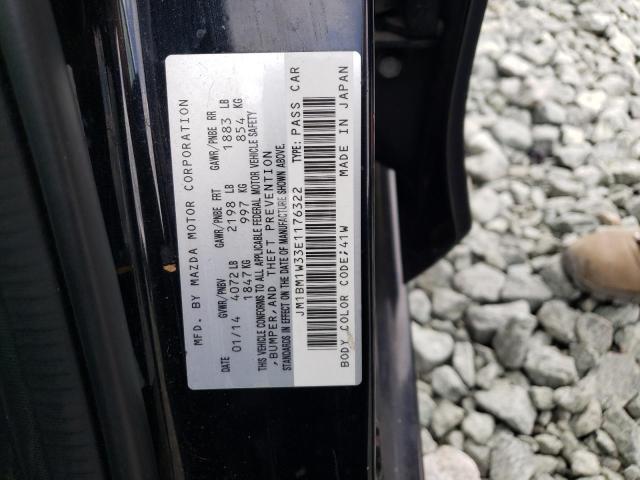 MFD. BY MAZDA MOTOR CORPORATION
GVWR/PNBV GAWR/PNBE FRT GAWR/PNBE RR
DATE 01/14 4072 LB 2198 LB 1883 LB
1847 KG 997 KG 854 KG
THIS VEHICLE CONFORMS TO ALL APPLICABLE FEDERAL MOTOR VEHICLE SAFETY
,BUMPER,AND THEFT PREVENTION
STANDARDS IN EFFECT ON THE DATE OF MANUFACTURE SHOWN ABOVE.
JM1BM1W33E1176322 TYPE: PASS CAR
BODY COLOR CODE:41W MADE IN JAPAN